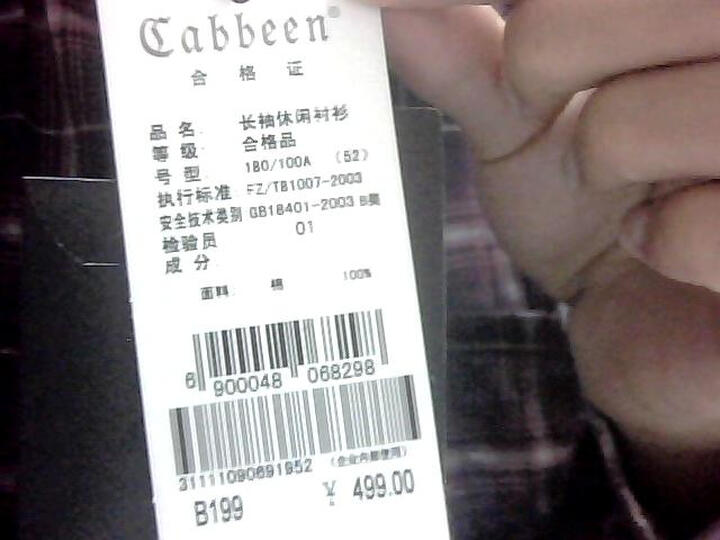 Cabbeen®
合 格 证
品 名: 长袖休闲衬衫
等 级: 合格品
号 型: 180/100A (52)
执行标准 FZ/T81007-2003
安全技术类别 GB18401-2003 B类
检验员 01
成 分:
面料: 棉 100%
6 900048 068298
31111090691952 (企业内部使用)
B199 ¥ 499.00